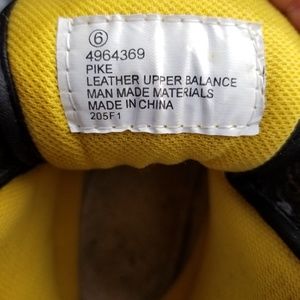 6
4964369
PIKE
LEATHER UPPER BALANCE
MAN MADE MATERIALS
MADE IN CHINA
205F1